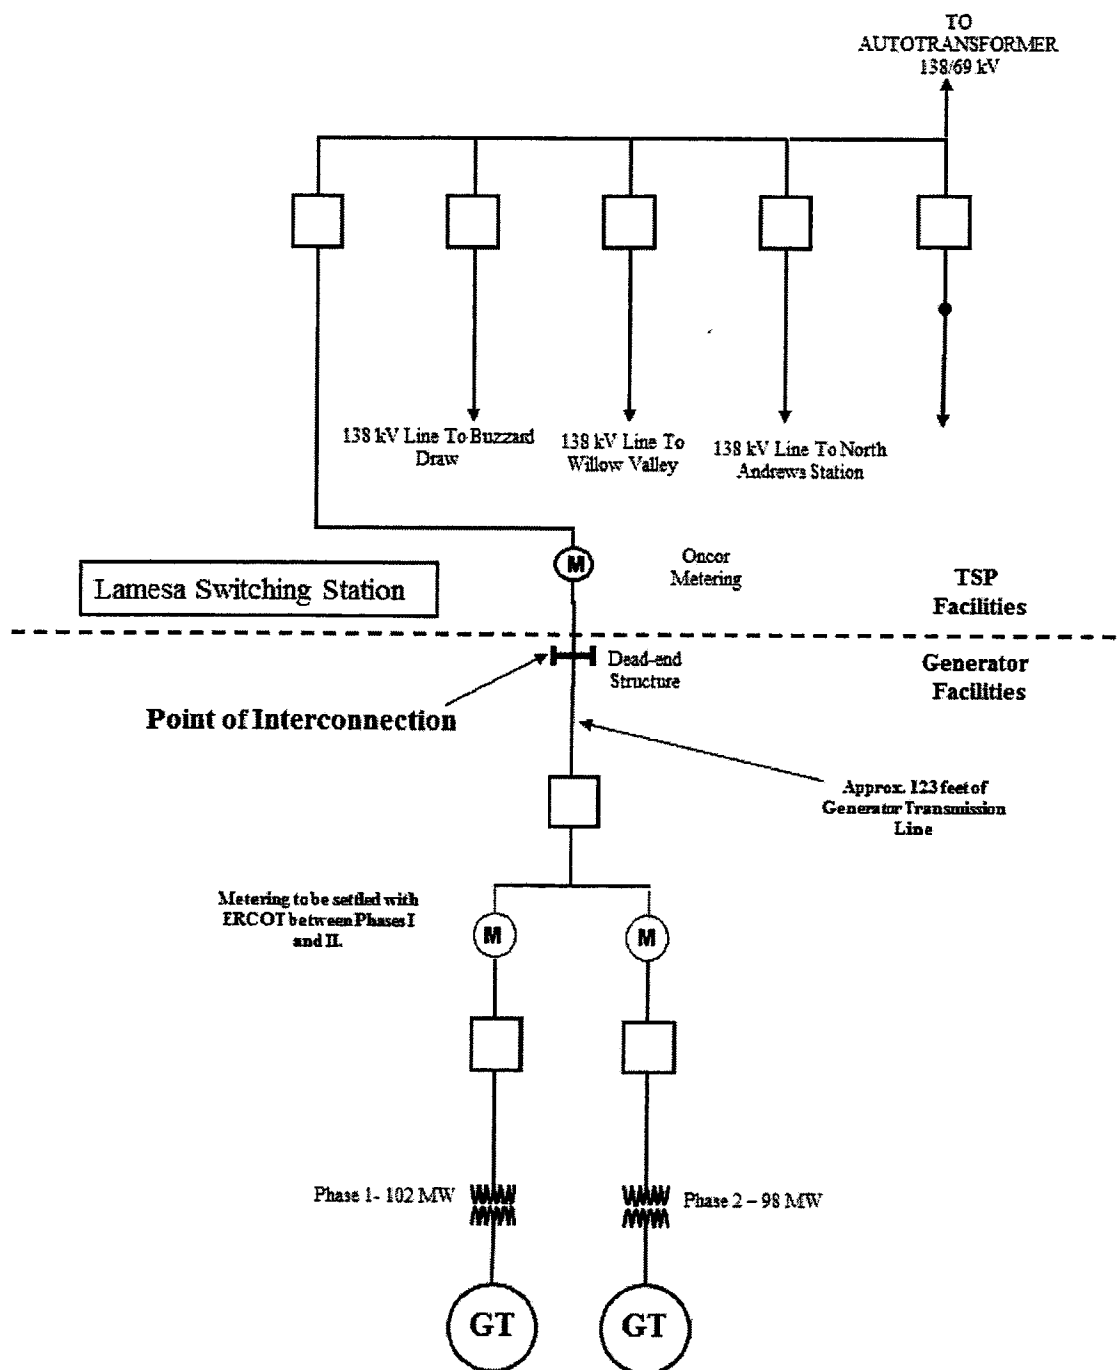 TO
AUTOTRANSFORMER
138/69 kV
138 kV Line To Buzzard
Draw
138 kV Line To
Willow Valley
138 kV Line To North
Andrews Station
M
Oncor
Metering
Lamesa Switching Station
TSP
Facilities
Dead-end
Structure
Generator
Facilities
Point of Interconnection
Approx. 123 feet of
Generator Transmission
Line
Metering to be settled with
ERCOT between Phases I
and II.
M
M
Phase 1- 102 MW
Phase 2 – 98 MW
GT
GT